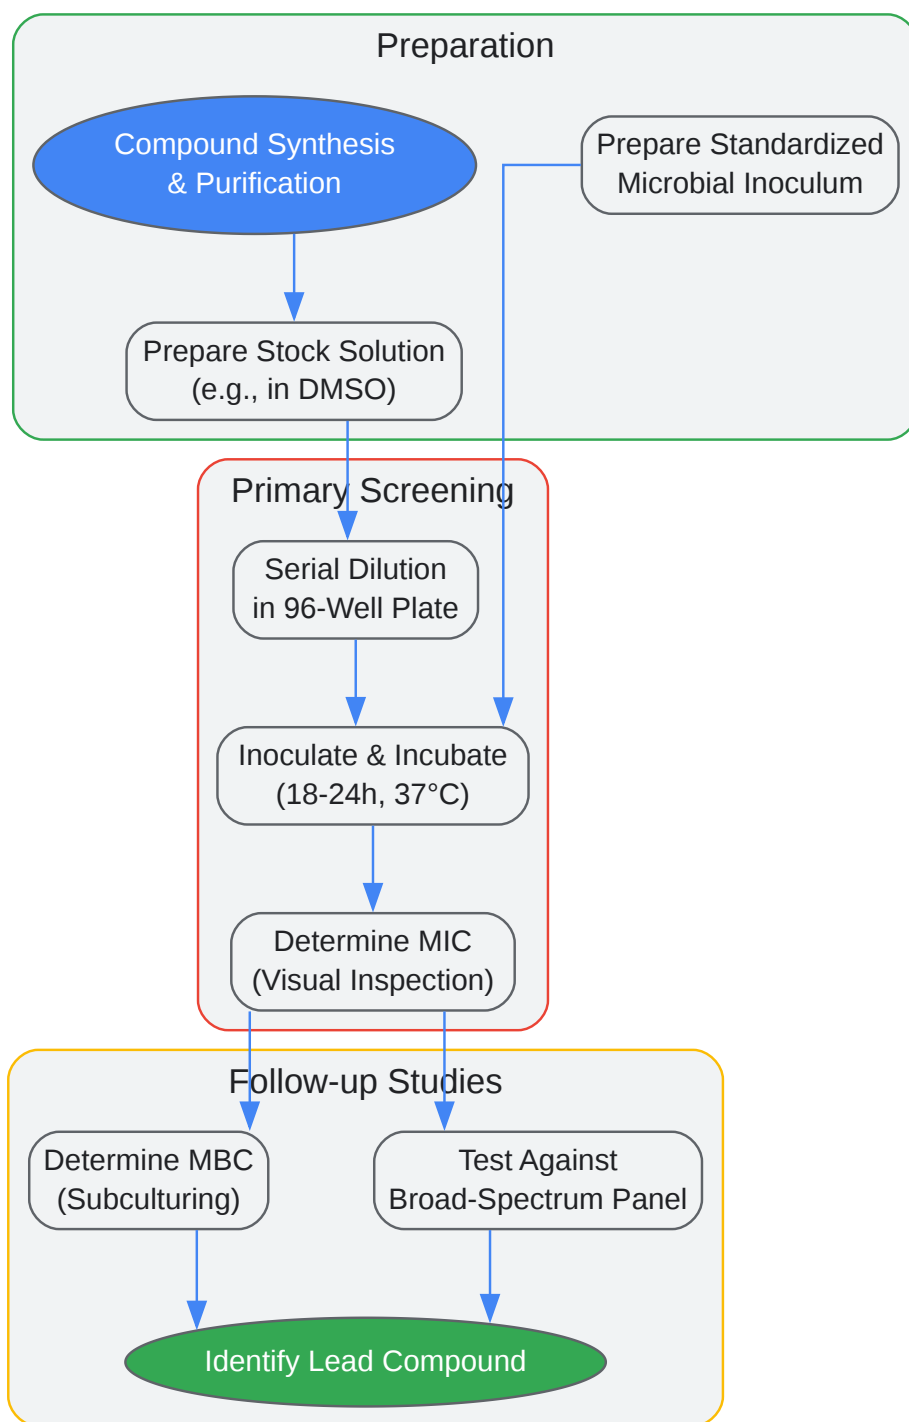 Preparation
Compound Synthesis
& Purification
Prepare Standardized
Microbial Inoculum
Prepare Stock Solution
(e.g., in DMSO)
Primary Screening
Serial Dilution
in 96-Well Plate
Inoculate & Incubate
(18-24h, 37°C)
Determine MIC
(Visual Inspection)
Follow-up Studies
Determine MBC
(Subculturing)
Test Against
Broad-Spectrum Panel
Identify Lead Compound